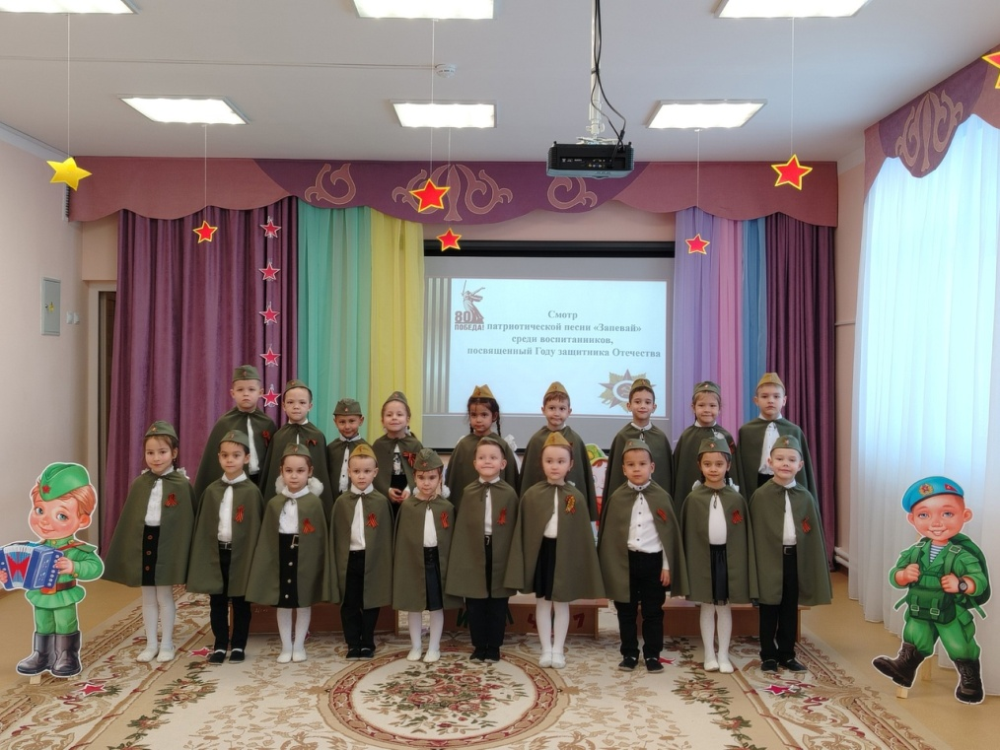 80
ПОБЕДА!
Смотр
патриотической песни «Запевай»
среди воспитанников,
посвященный Году защитника Отечества